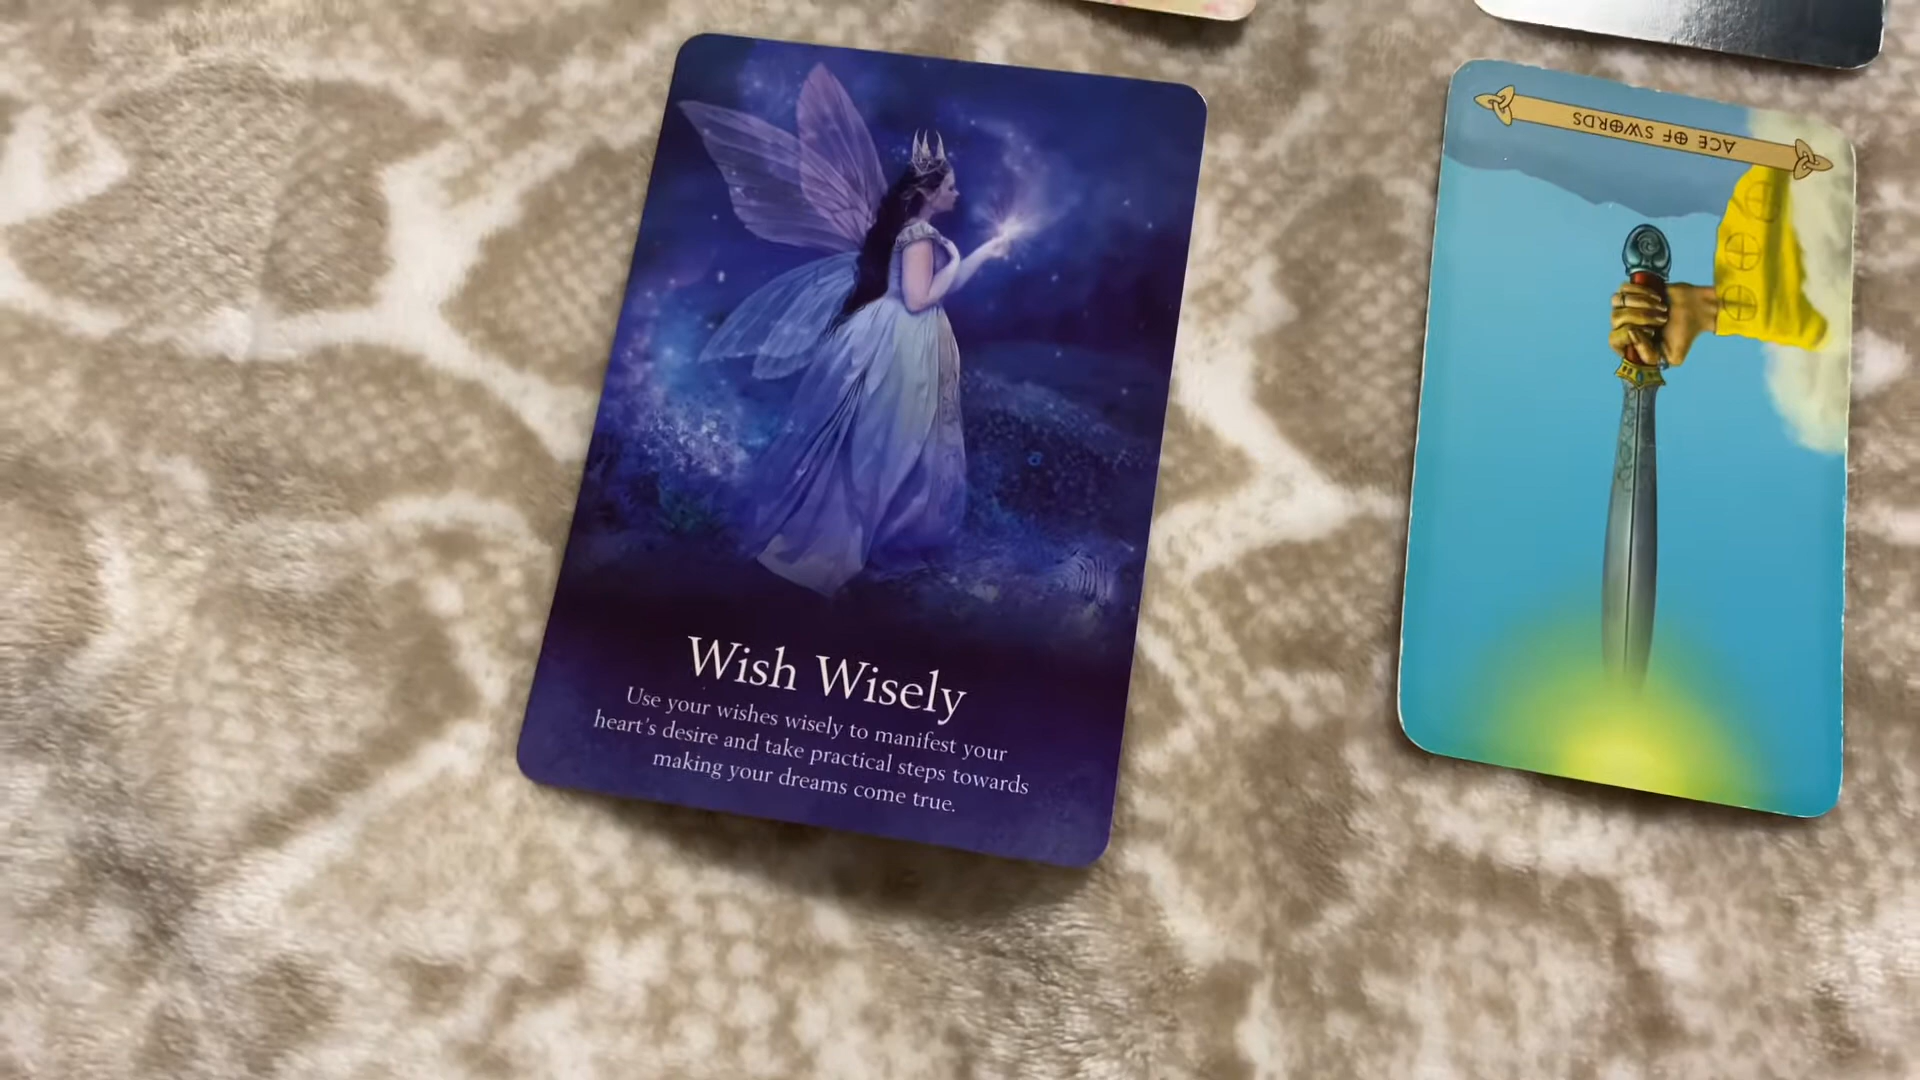 Wish Wisely
Use your wishes wisely to manifest your
heart's desire and take practical steps towards
making your dreams come true.
ACE OF SWORDS